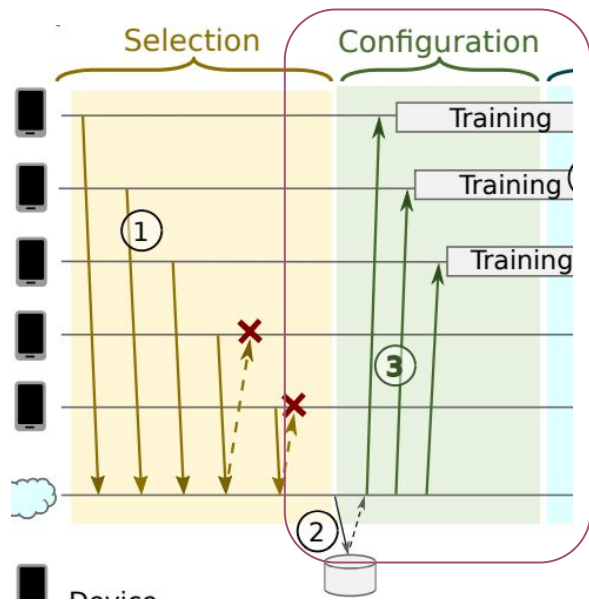 Selection
Configuration
Training
Training
1
Training
3
2
Device